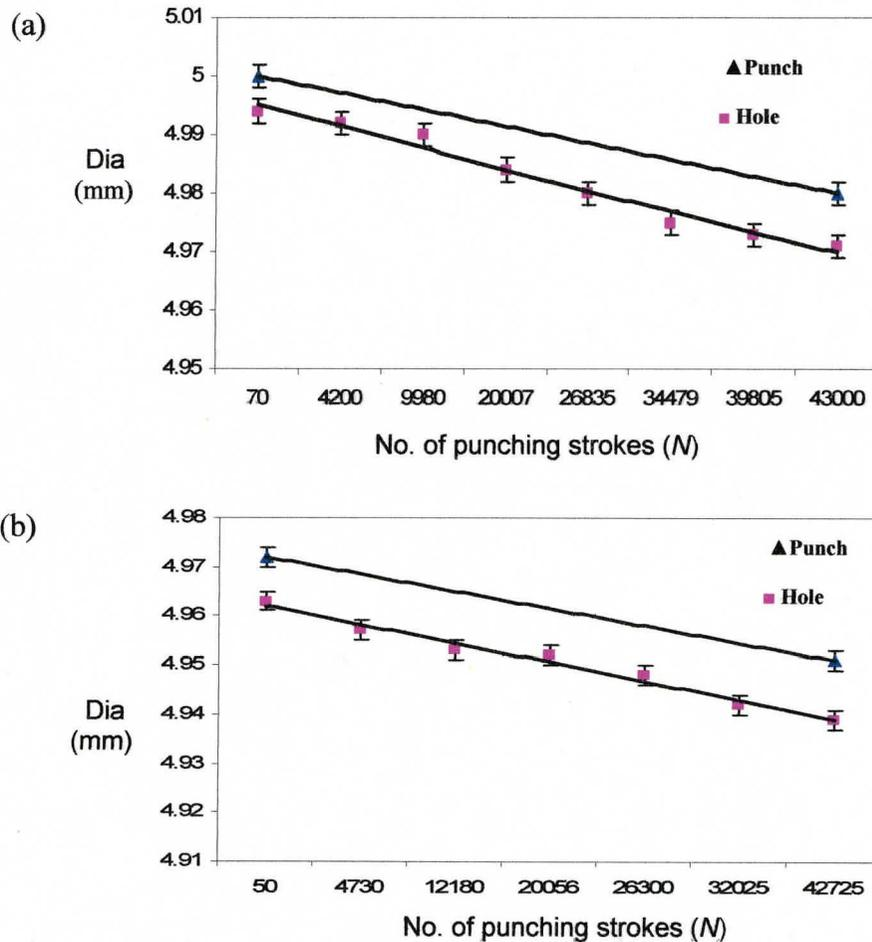 (a)
5.01
5
4.99
4.98
4.97
4.96
4.95
Dia
(mm)
Punch
Hole
70 4200 9980 20007 26835 34479 39805 43000
No. of punching strokes (N)
(b)
4.98
4.97
4.96
4.95
4.94
4.93
4.92
4.91
Dia
(mm)
Punch
Hole
50 4730 12180 20056 26300 32025 42725
No. of punching strokes (N)